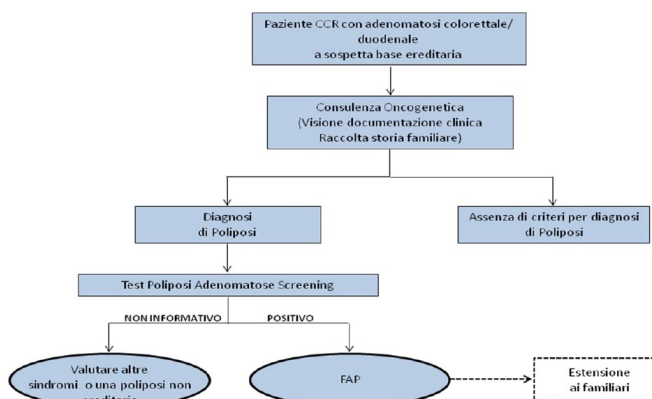 Paziente CCR con adenomatosi colorettale/
duodenale
a sospetta base ereditaria
Consulenza Oncogenetica
(Visione documentazione clinica
Raccolta storia familiare)
Diagnosi
di Poliposi
Assenza di criteri per diagnosi
di Poliposi
Test Poliposi Adenomatose Screening
NON INFORMATIVO
POSITIVO
Valutare altre
sindromi o una poliposi non
FAP
Estensione
ai familiari